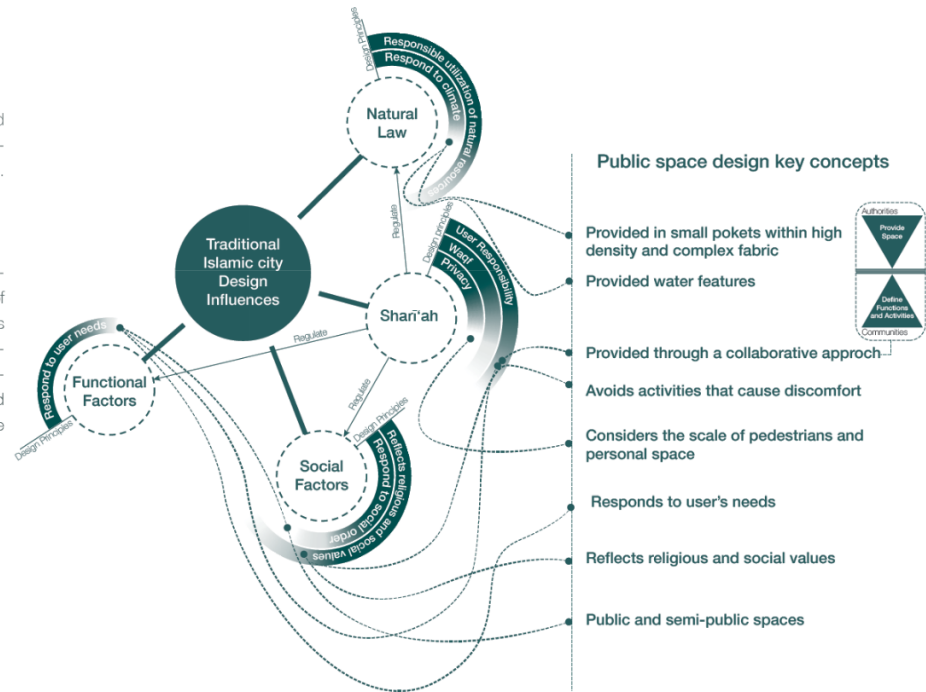 Design Principles
Responsible utilization of natural resources
Respond to climate
Natural
Law
Public space design key concepts
Traditional
Islamic city
Design
Influences
Regulate
Design principles
User Responsibility
Waqf
Privacy
Sharī'ah
Regulate
Regulate
Respond to user needs
Functional
Factors
Design Principles
Social
Factors
Design Principles
Reflects religious and social values
Respond to social order
Provided in small pokets within high
density and complex fabric
Provided water features
Provided through a collaborative approch
Avoids activities that cause discomfort
Considers the scale of pedestrians and
personal space
Responds to user's needs
Reflects religious and social values
Public and semi-public spaces
Authorities
Provide
Space
Define
Functions
and Activities
Communities
d
-
.
-
f
s
-
-
d
e